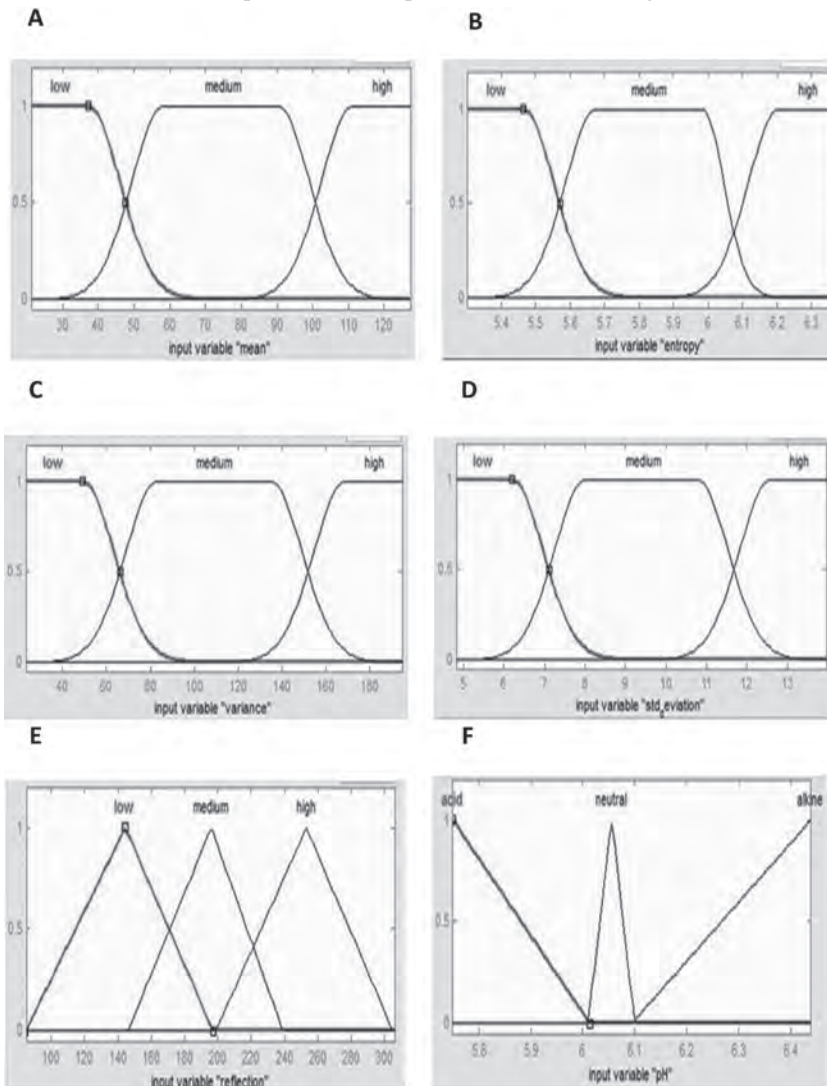 A
low medium high
1
0.5
0
30 40 50 60 70 80 90 100 110 120
input variable "mean"
B
low medium high
1
0.5
0
5.4 5.5 5.6 5.7 5.8 5.9 6 6.1 6.2 6.3
input variable "entropy"
C
low medium high
1
0.5
0
40 60 80 100 120 140 160 180
input variable "variance"
D
low medium high
1
0.5
0
5 6 7 8 9 10 11 12 13
input variable "std_eviation"
E
low medium high
1
0.5
0
100 120 140 160 180 200 220 240 260 280 300
input variable "reflection"
F
acid neutral alkine
1
0.5
0
5.8 5.9 6 6.1 6.2 6.3 6.4
input variable "pH"